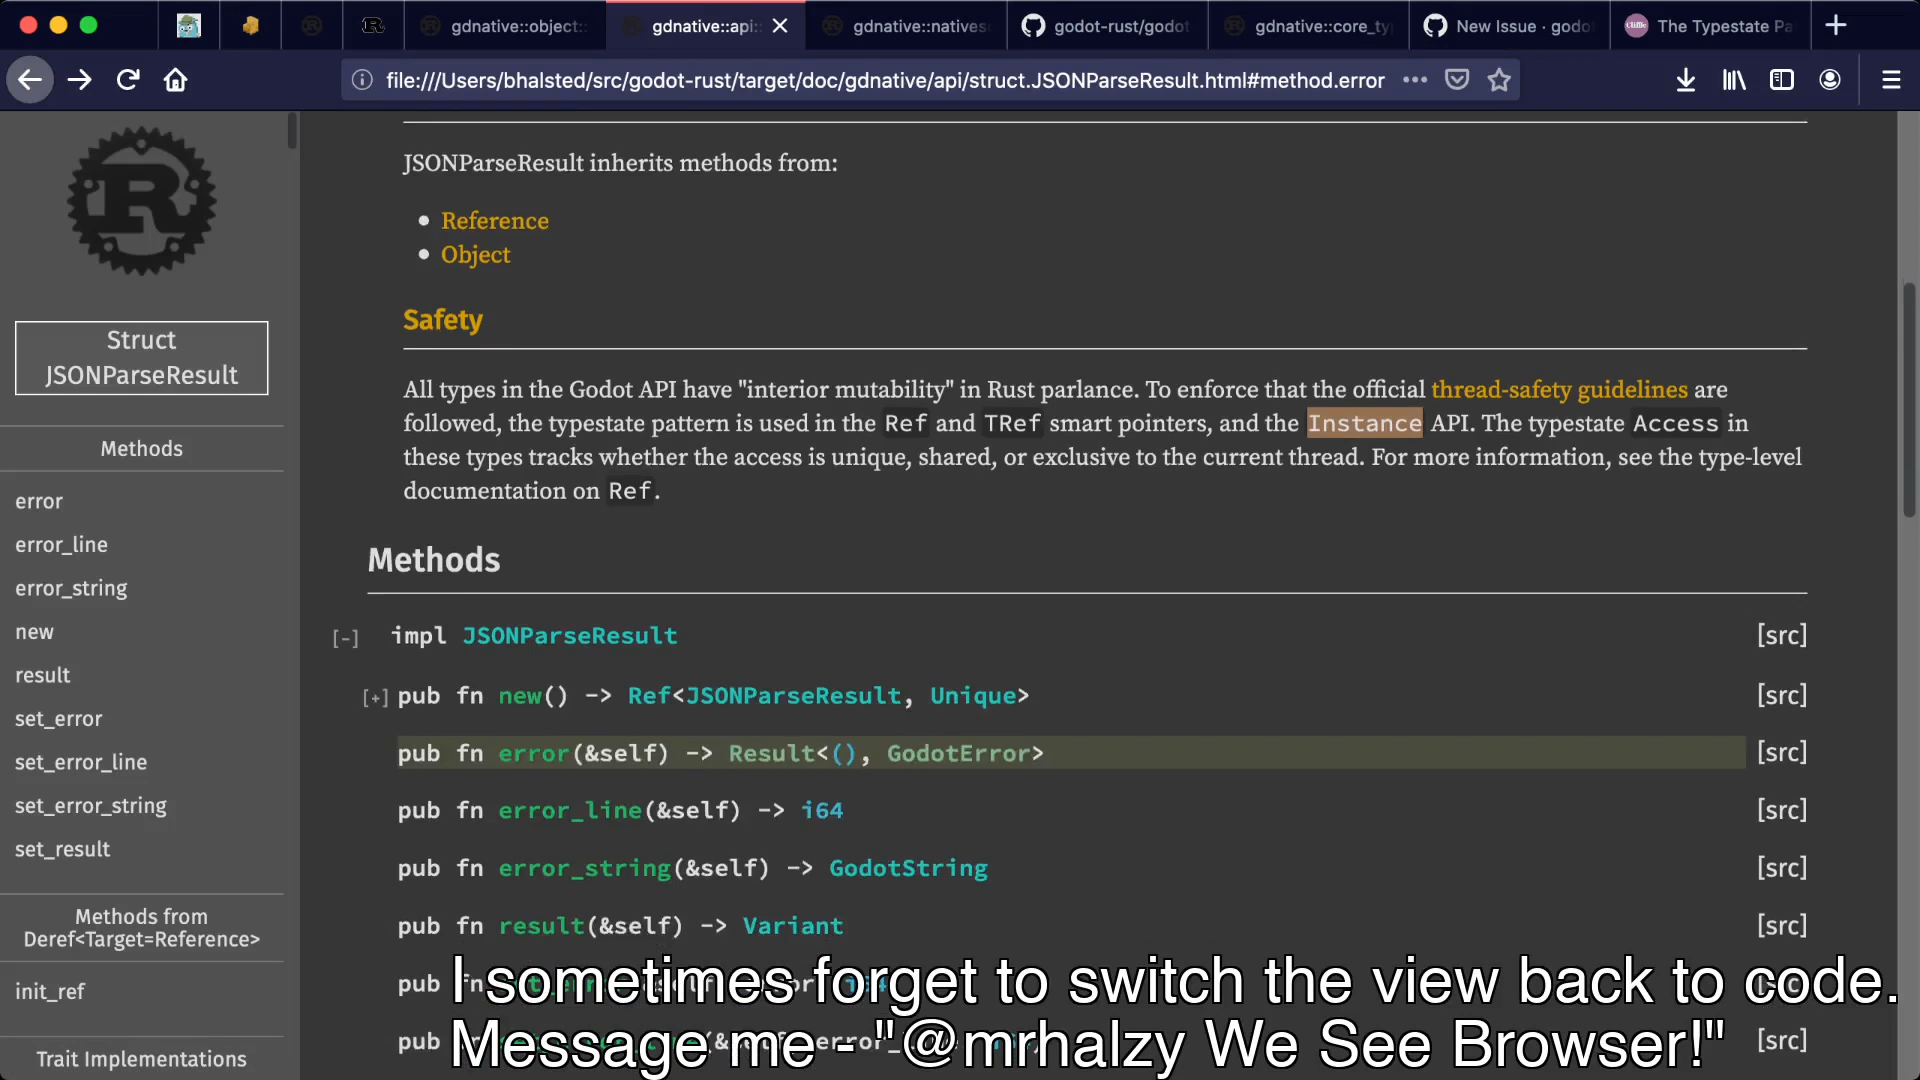 gdnative::object::
gdnative::api::
gdnative::natives
godot-rust/godot
gdnative::core_ty
New Issue · godo
The Typestate Pa
file:///Users/bhalsted/src/godot-rust/target/doc/gdnative/api/struct.JSONParseResult.html#method.error
Struct
JSONParseResult
Methods
error
error_line
error_string
new
result
set_error
set_error_line
set_error_string
set_result
Methods from
Deref<Target=Reference>
init_ref
Trait Implementations
JSONParseResult inherits methods from:
Reference
Object
Safety
All types in the Godot API have "interior mutability" in Rust parlance. To enforce that the official thread-safety guidelines are
followed, the typestate pattern is used in the Ref and TRef smart pointers, and the Instance API. The typestate Access in
these types tracks whether the access is unique, shared, or exclusive to the current thread. For more information, see the type-level
documentation on Ref.
Methods
[-] impl JSONParseResult [src]
[+] pub fn new() -> Ref<JSONParseResult, Unique> [src]
pub fn error(&self) -> Result<(), GodotError> [src]
pub fn error_line(&self) -> i64 [src]
pub fn error_string(&self) -> GodotString [src]
pub fn result(&self) -> Variant [src]
pub
I sometimes forget to switch the view back to code.
pub [src]
Message me - "@mrhalzy We See Browser!"